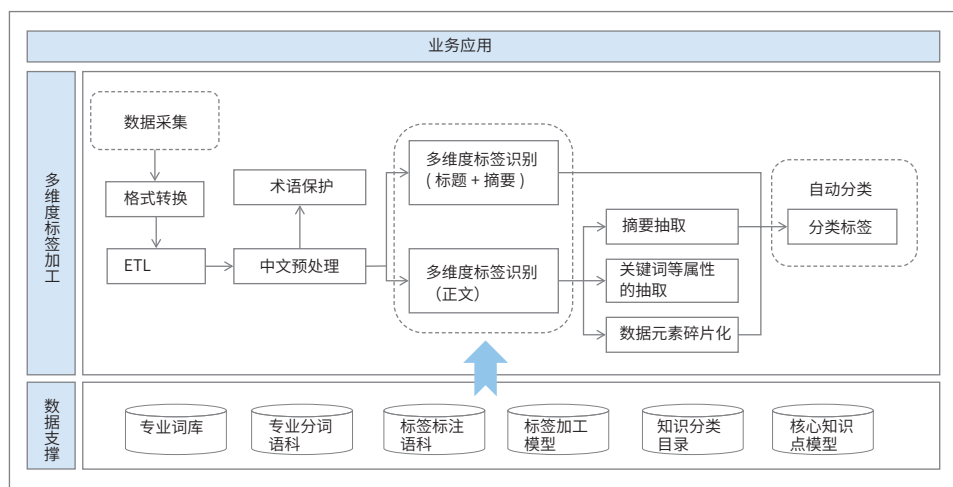 业务应用
多维度标签加工
数据采集
格式转换
ETL
术语保护
中文预处理
多维度标签识别
( 标题 + 摘要 )
多维度标签识别
（正文）
摘要抽取
关键词等属性
的抽取
数据元素碎片化
自动分类
分类标签
数据支撑
专业词库
专业分词
语科
标签标注
语科
标签加工
模型
知识分类
目录
核心知识
点模型